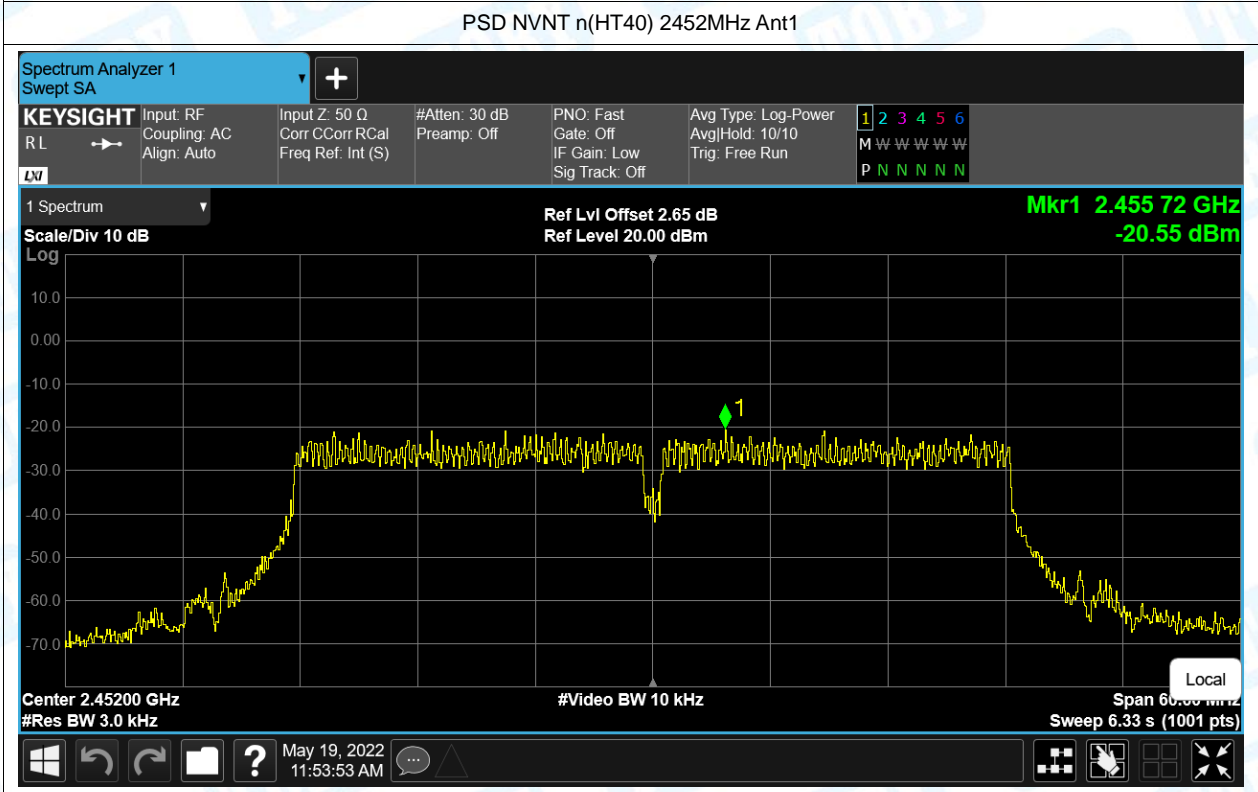 PSD NVNT n(HT40) 2452MHz Ant1
Spectrum Analyzer 1
Swept SA
KEYSIGHT
RL
LXI
Input: RF
Coupling: AC
Align: Auto
Input Z: 50 Ω
Corr CCorr RCal
Freq Ref: Int (S)
#Atten: 30 dB
Preamp: Off
PNO: Fast
Gate: Off
IF Gain: Low
Sig Track: Off
Avg Type: Log-Power
Avg|Hold: 10/10
Trig: Free Run
1 2 3 4 5 6
M W W W W W
P N N N N N
1 Spectrum
Scale/Div 10 dB
Log
Ref Lvl Offset 2.65 dB
Ref Level 20.00 dBm
Mkr1 2.455 72 GHz
-20.55 dBm
10.0
0.00
-10.0
1
-20.0
-30.0
-40.0
-50.0
-60.0
-70.0
Local
Center 2.45200 GHz
#Video BW 10 kHz
Span 60.00 MHz
#Res BW 3.0 kHz
Sweep 6.33 s (1001 pts)
?
May 19, 2022
11:53:53 AM